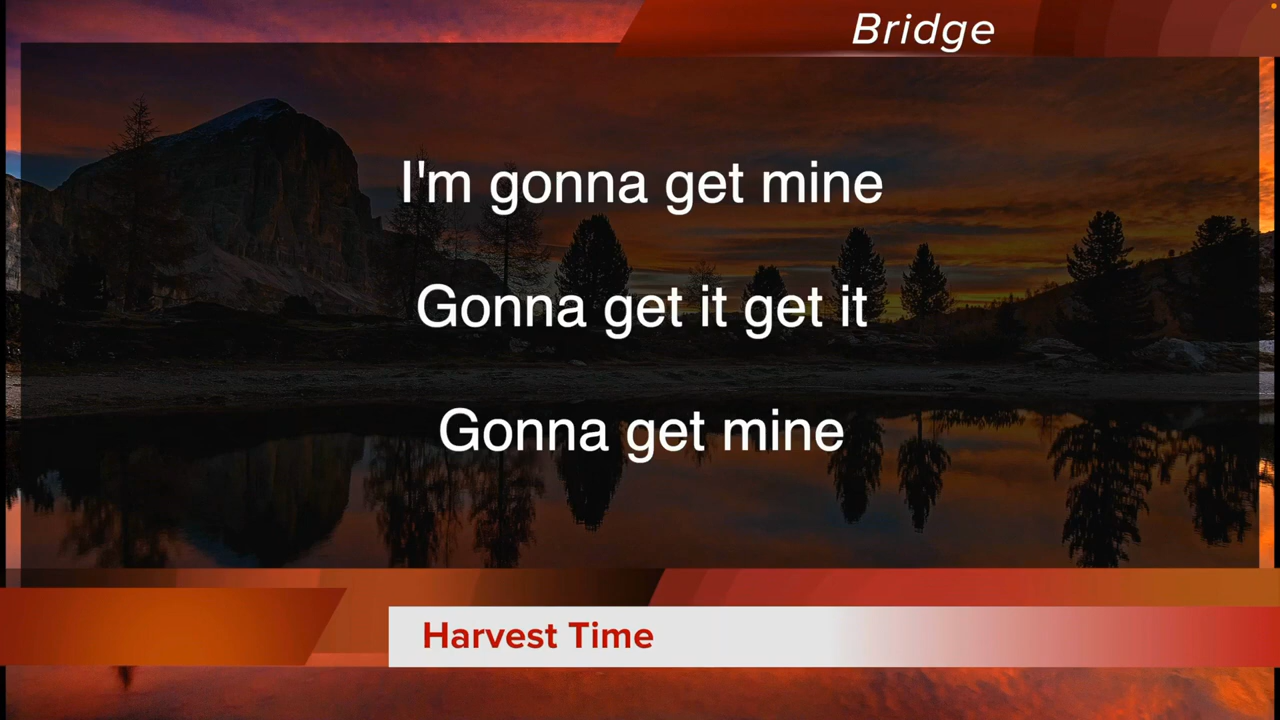 Bridge
I'm gonna get mine
Gonna get it get it
Gonna get mine
Harvest Time